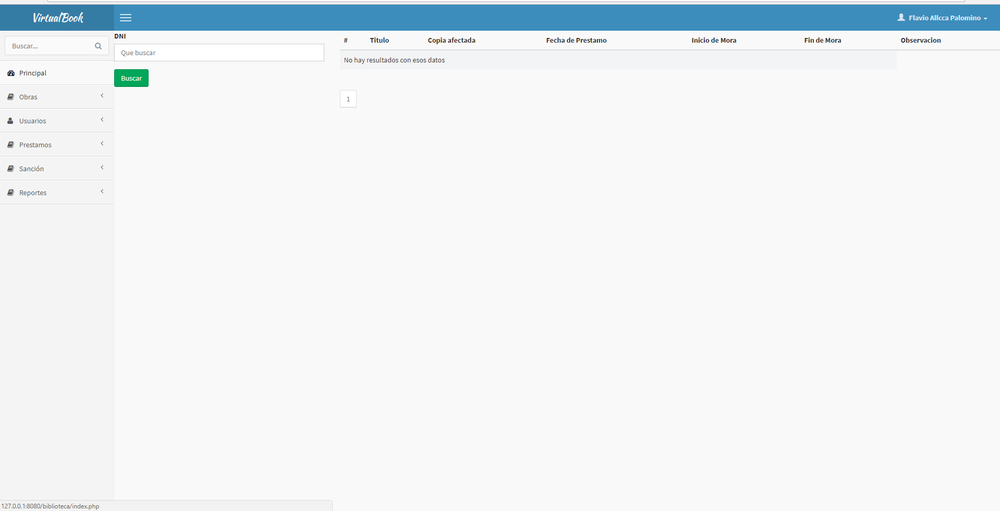 VirtualBook
Flavio Allcca Palomino
Buscar...
Principal
Obras
Usuarios
Prestamos
Sanción
Reportes
DNI
Que buscar
Buscar
# Titulo Copia afectada Fecha de Prestamo Inicio de Mora Fin de Mora Observacion
No hay resultados con esos datos
1
127.0.0.1:8080/biblioteca/index.php